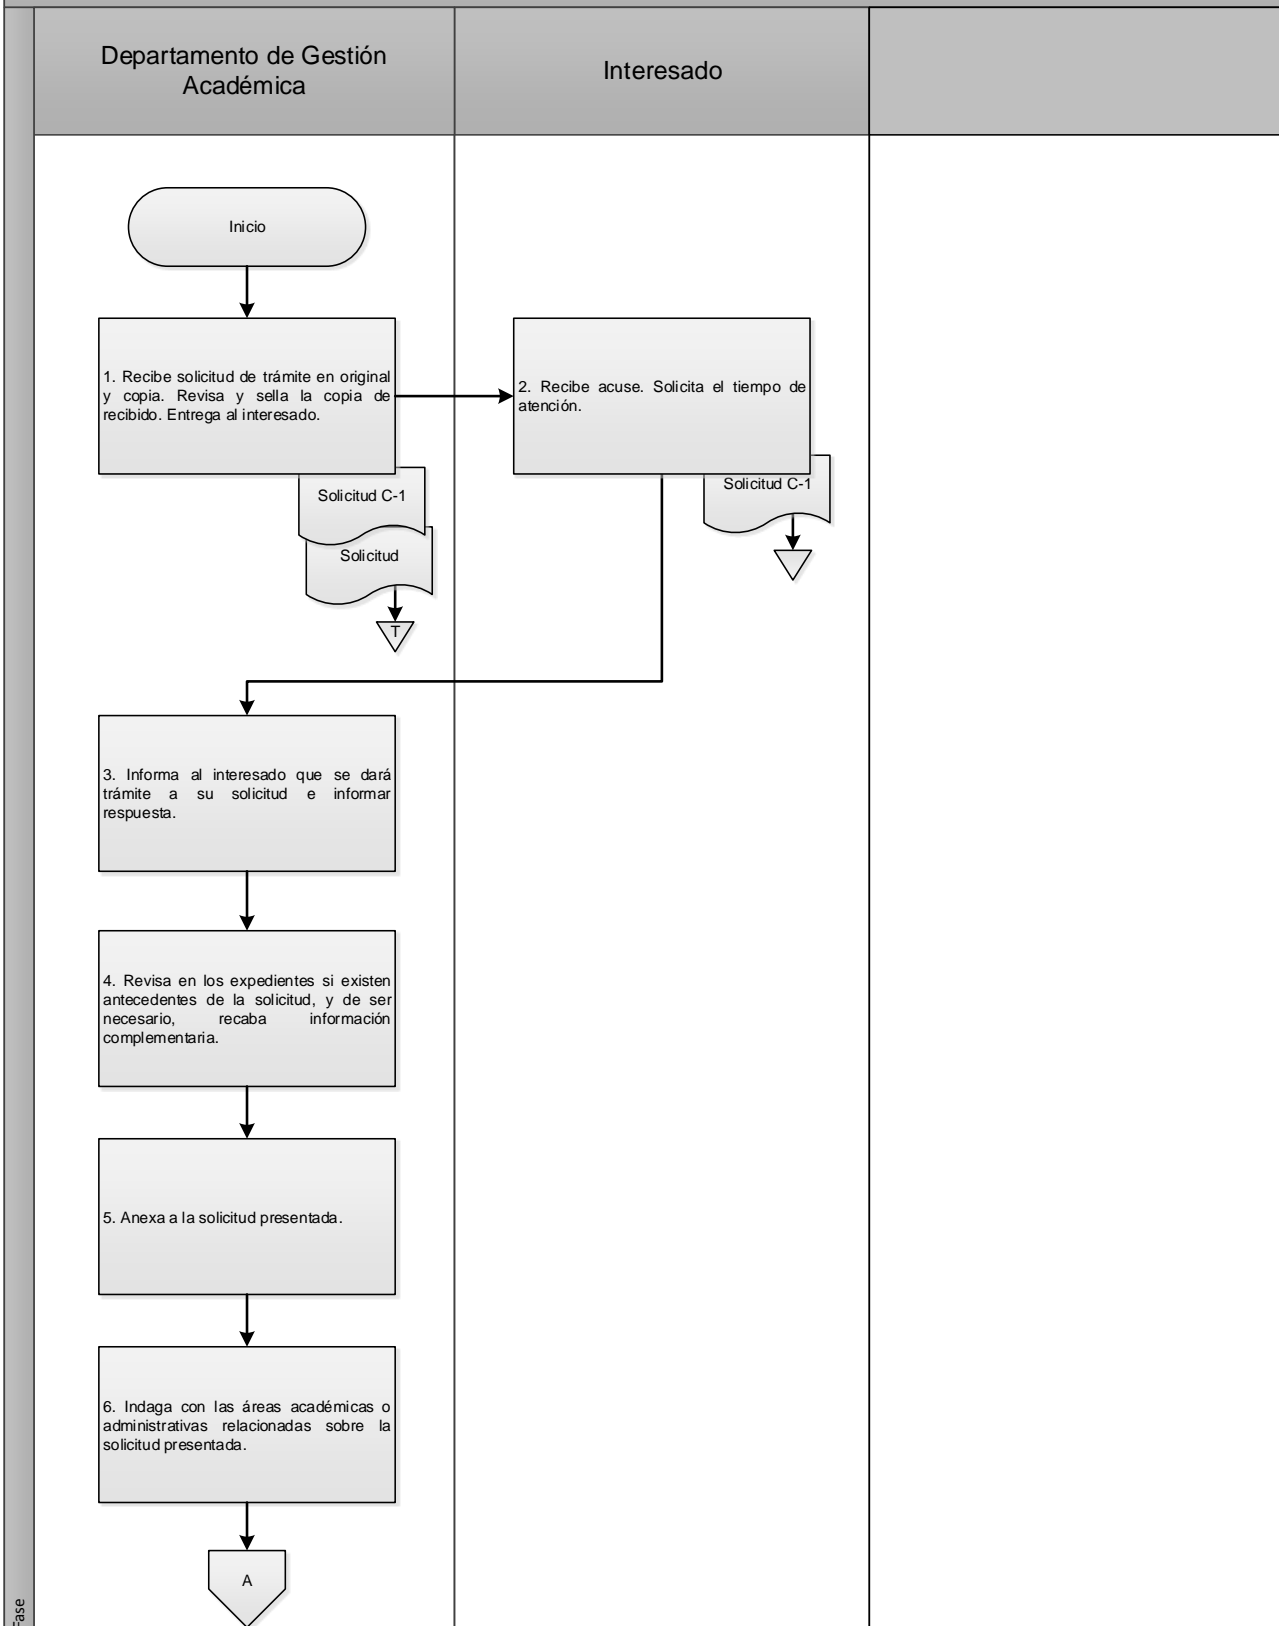 Departamento de Gestión
Académica
Interesado
Inicio
1. Recibe solicitud de trámite en original
y copia. Revisa y sella la copia de
recibido. Entrega al interesado.
2. Recibe acuse. Solicita el tiempo de
atención.
Solicitud C-1
Solicitud
T
Solicitud C-1
3. Informa al interesado que se dará
trámite a su solicitud e informar
respuesta.
4. Revisa en los expedientes si existen
antecedentes de la solicitud, y de ser
necesario, recaba información
complementaria.
5. Anexa a la solicitud presentada.
6. Indaga con las áreas académicas o
administrativas relacionadas sobre la
solicitud presentada.
A
Fase